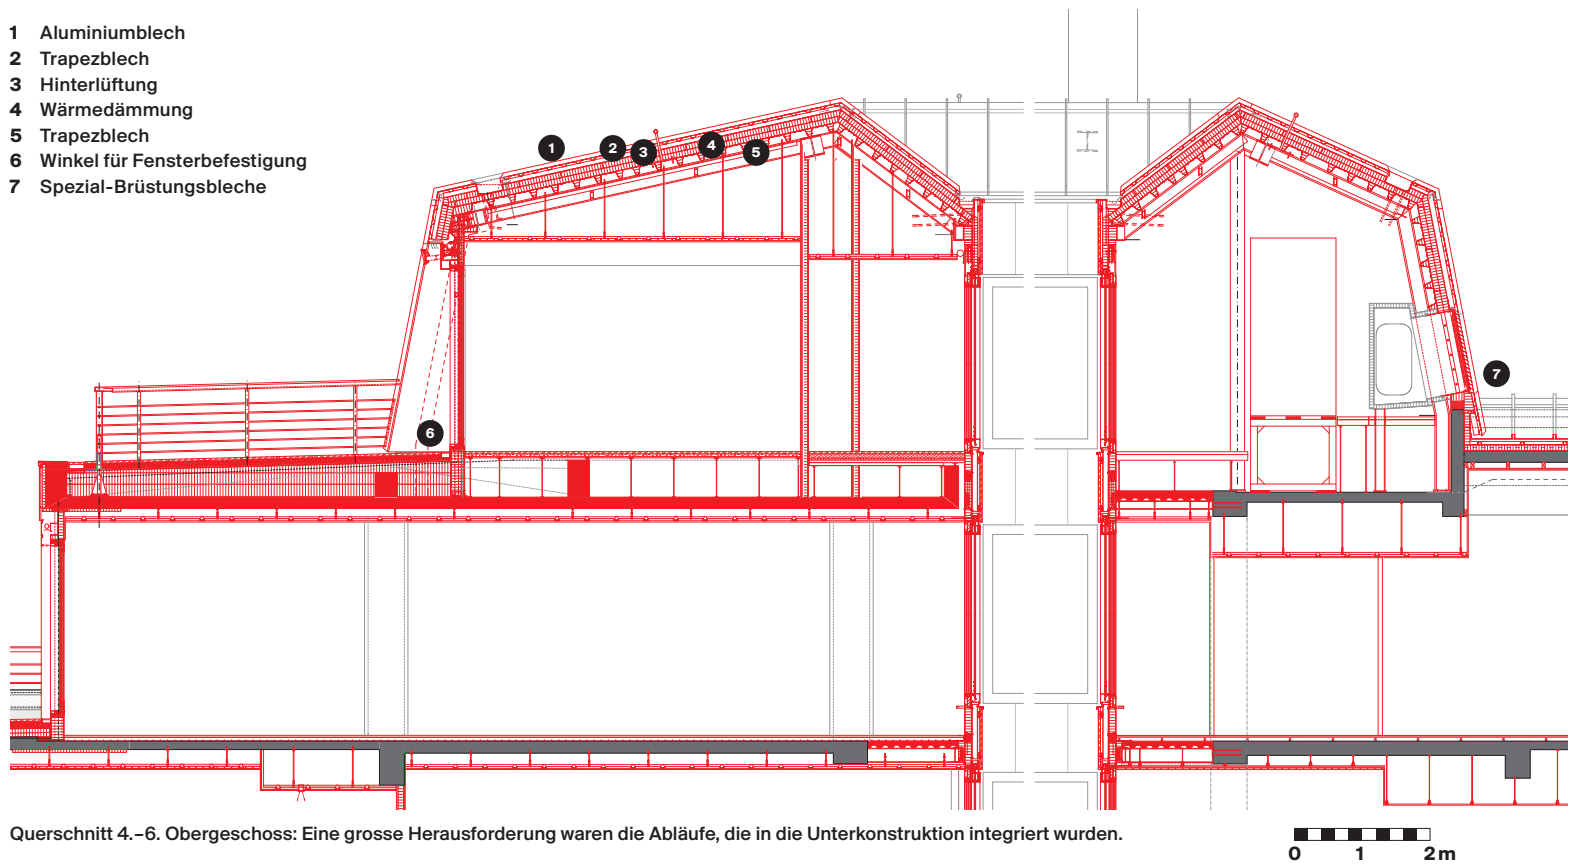 1 Aluminiumblech
2 Trapezblech
3 Hinterlüftung
4 Wärmedämmung
5 Trapezblech
6 Winkel für Fensterbefestigung
7 Spezial-Brüstungsbleche
1
2
3
4
5
6
7
Querschnitt 4.–6. Obergeschoss: Eine grosse Herausforderung waren die Abläufe, die in die Unterkonstruktion integriert wurden.
0 1 2 m